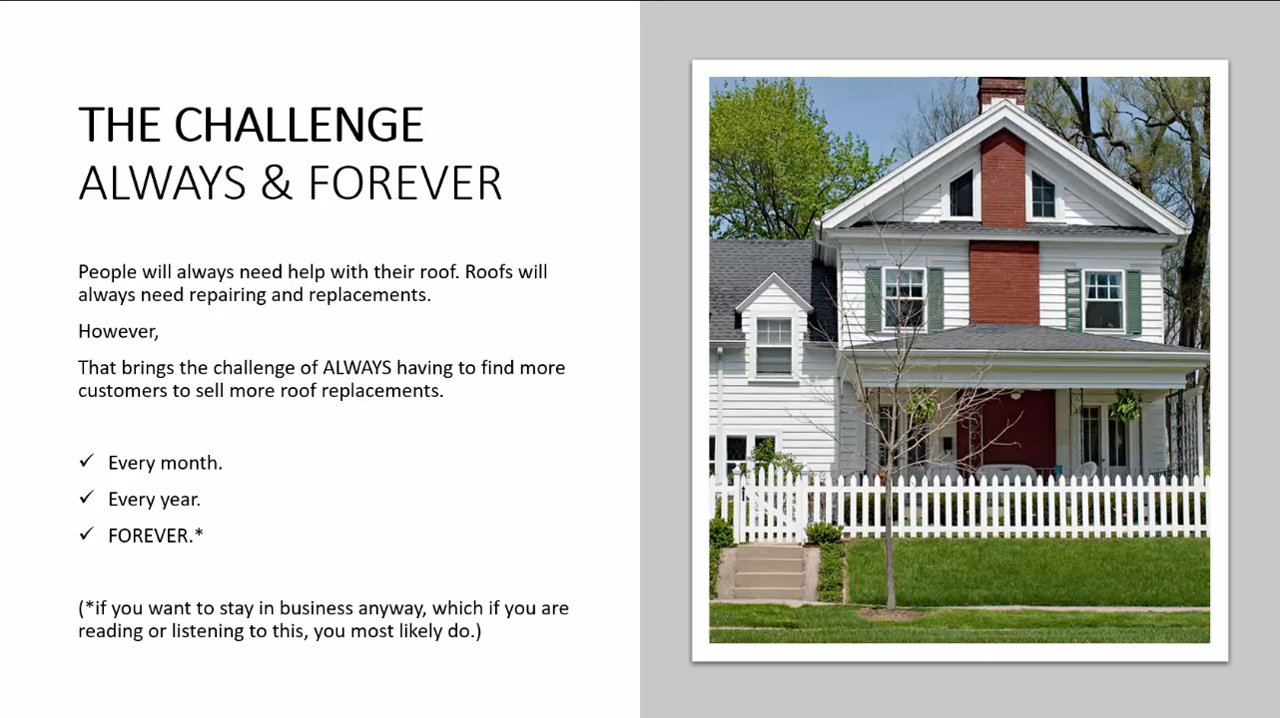 THE CHALLENGE
ALWAYS & FOREVER
People will always need help with their roof. Roofs will
always need repairing and replacements.
However,
That brings the challenge of ALWAYS having to find more
customers to sell more roof replacements.
✓ Every month.
✓ Every year.
✓ FOREVER.*
(*if you want to stay in business anyway, which if you are
reading or listening to this, you most likely do.)